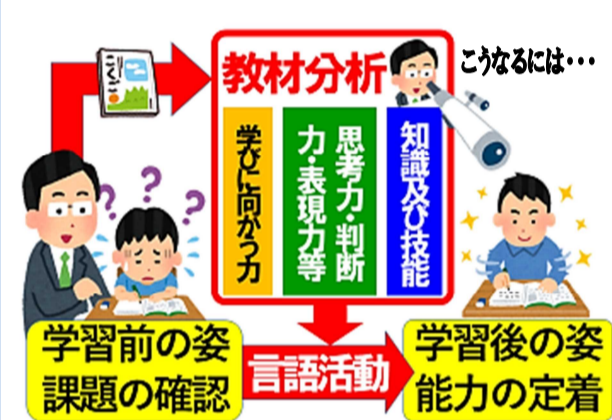 こくご
教材分析
こうなるには・・・
学びに向かう力
思考力・判断
力・表現力等
知識及び技能
？？？
学習前の姿
課題の確認
言語活動
学習後の姿
能力の定着